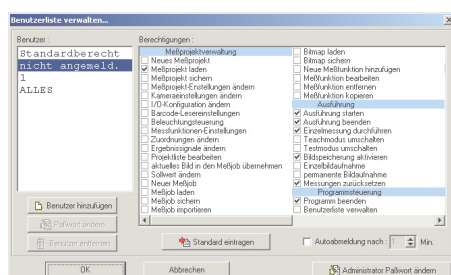 Benutzerliste verwalten...
Benutzer :
Standardberecht
nicht angemeld.
1
ALLES
Benutzer hinzufügen
Paßwort ändern
Benutzer entfernen
Berechtigungen :
Meßprojektverwaltung
Neues Meßprojekt
Meßprojekt laden
Meßprojekt sichern
Meßprojekt-Einstellungen ändern
Kameraeinstellungen ändern
I/O-Konfiguration ändern
Barcode-Lesereinstellungen
Beleuchtungsteuerung
Messfunktionen-Einstellungen
Zuordnungen ändern
Ergebnissignale ändern
Projektliste bearbeiten
aktuelles Bild in den Meßjob übernehmen
Sollwert ändern
Neuer Meßjob
Meßjob laden
Meßjob sichern
Meßjob importieren
Bitmap laden
Bitmap sichern
Neue Meßfunktion hinzufügen
Meßfunktion bearbeiten
Meßfunktion entfernen
Meßfunktion kopieren
Ausführung
Ausführung starten
Ausführung beenden
Einzelmessung durchführen
Teachmodus umschalten
Testmodus umschalten
Bildspeicherung aktivieren
Einzelbildaufnahme
permanente Bildaufnahme
Messungen zurücksetzen
Programmsteuerung
Programm beenden
Benutzerliste verwalten
Standard eintragen
Autoabmeldung nach : 1 Min.
OK
Abbrechen
Administrator Paßwort ändern